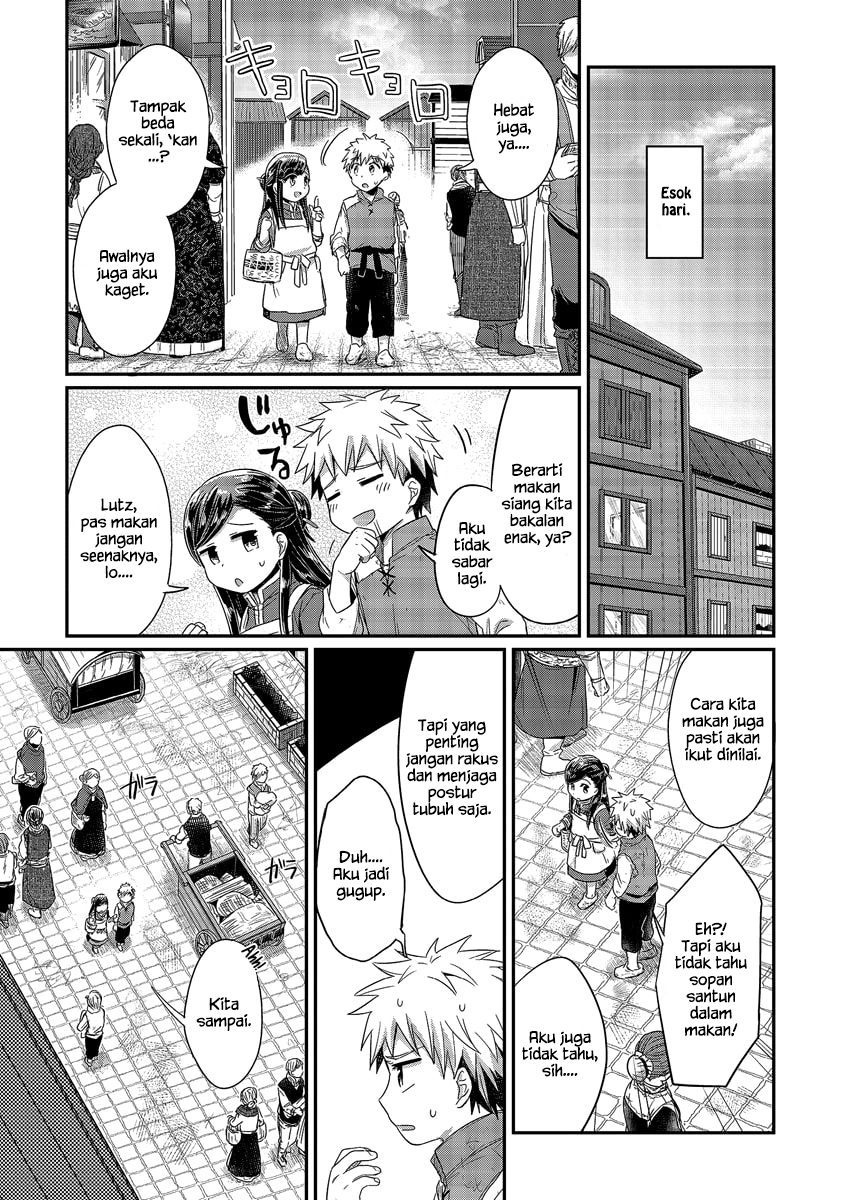 Esok
hari.
Hebat
juga,
ya....
キョロキョロ
Tampak
beda
sekali, 'kan
...?
Awalnya
juga aku
kaget.
Berarti
makan
siang kita
bakalan
enak, ya?
Aku
tidak
sabar
lagi.
じゅる
Lutz,
pas makan
jangan
seenaknya,
lo....
Cara kita
makan juga
pasti akan
ikut dinilai.
Eh?!
Tapi aku
tidak tahu
sopan
santun
dalam
makan!
Aku juga
tidak tahu,
sih....
Tapi yang
penting
jangan rakus
dan menjaga
postur
tubuh saja.
Duh....
Aku jadi
gugup.
ガラ
ガラ
Ahh!
Kita
sampai.